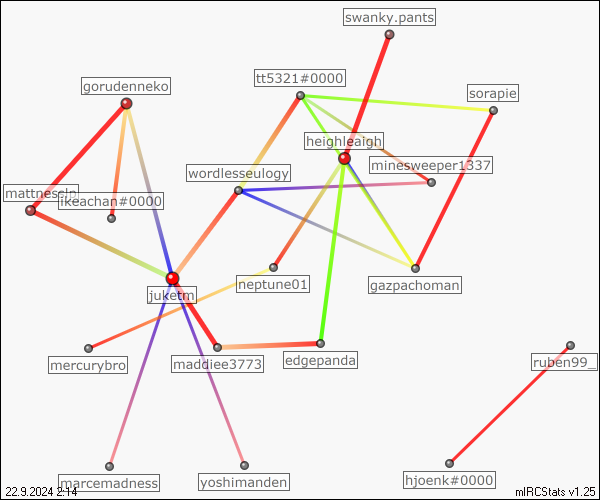 swanky.pants
tt5321#0000
gorudenneko
sorapie
heighleaigh
minesweeper1337
wordlesseulogy
ikeachan#0000
neptune01
gazpachoman
juketm
mercurybro
maddiee3773
edgepanda
ruben99_
marcemadness
yoshimanden
hjoenk#0000
22.9.2024 2:14
mIRCStats v1.25